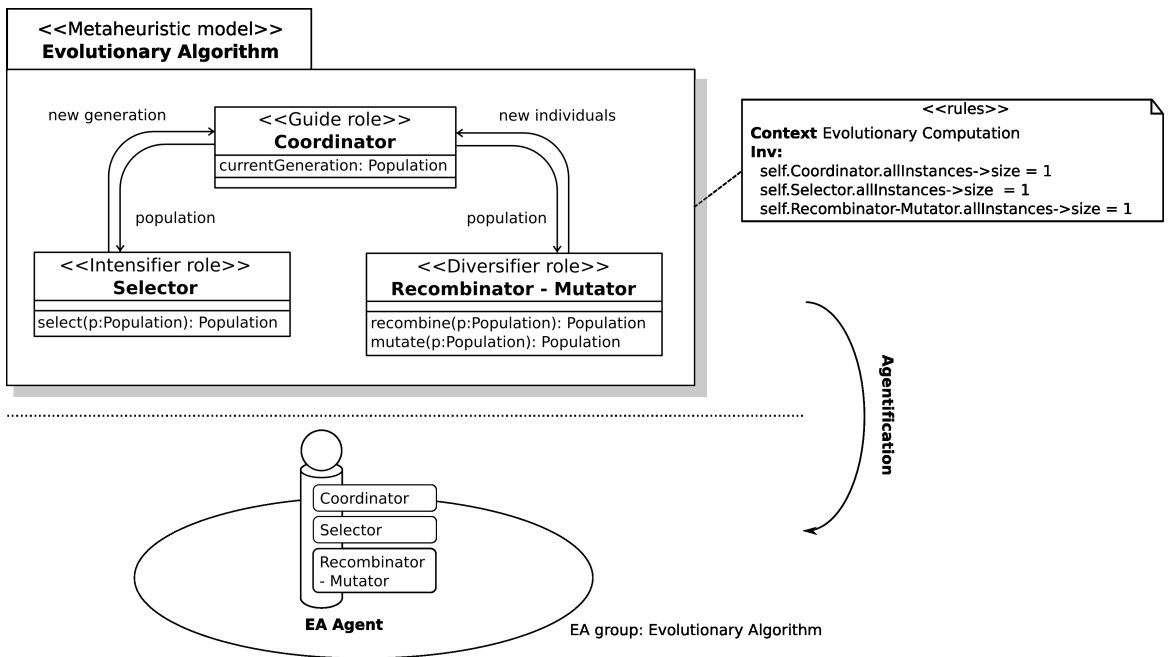 <<Metaheuristic model>>
Evolutionary Algorithm
new generation
<<Guide role>>
Coordinator
currentGeneration: Population
new individuals
population
population
<<Intensifier role>>
Selector
select(p:Population): Population
<<Diversifier role>>
Recombinator - Mutator
recombine(p:Population): Population
mutate(p:Population): Population
<<rules>>
Context Evolutionary Computation
Inv:
self.Coordinator.allInstances->size = 1
self.Selector.allInstances->size = 1
self.Recombinator-Mutator.allInstances->size = 1
Agentification
Coordinator
Selector
Recombinator
- Mutator
EA Agent
EA group: Evolutionary Algorithm